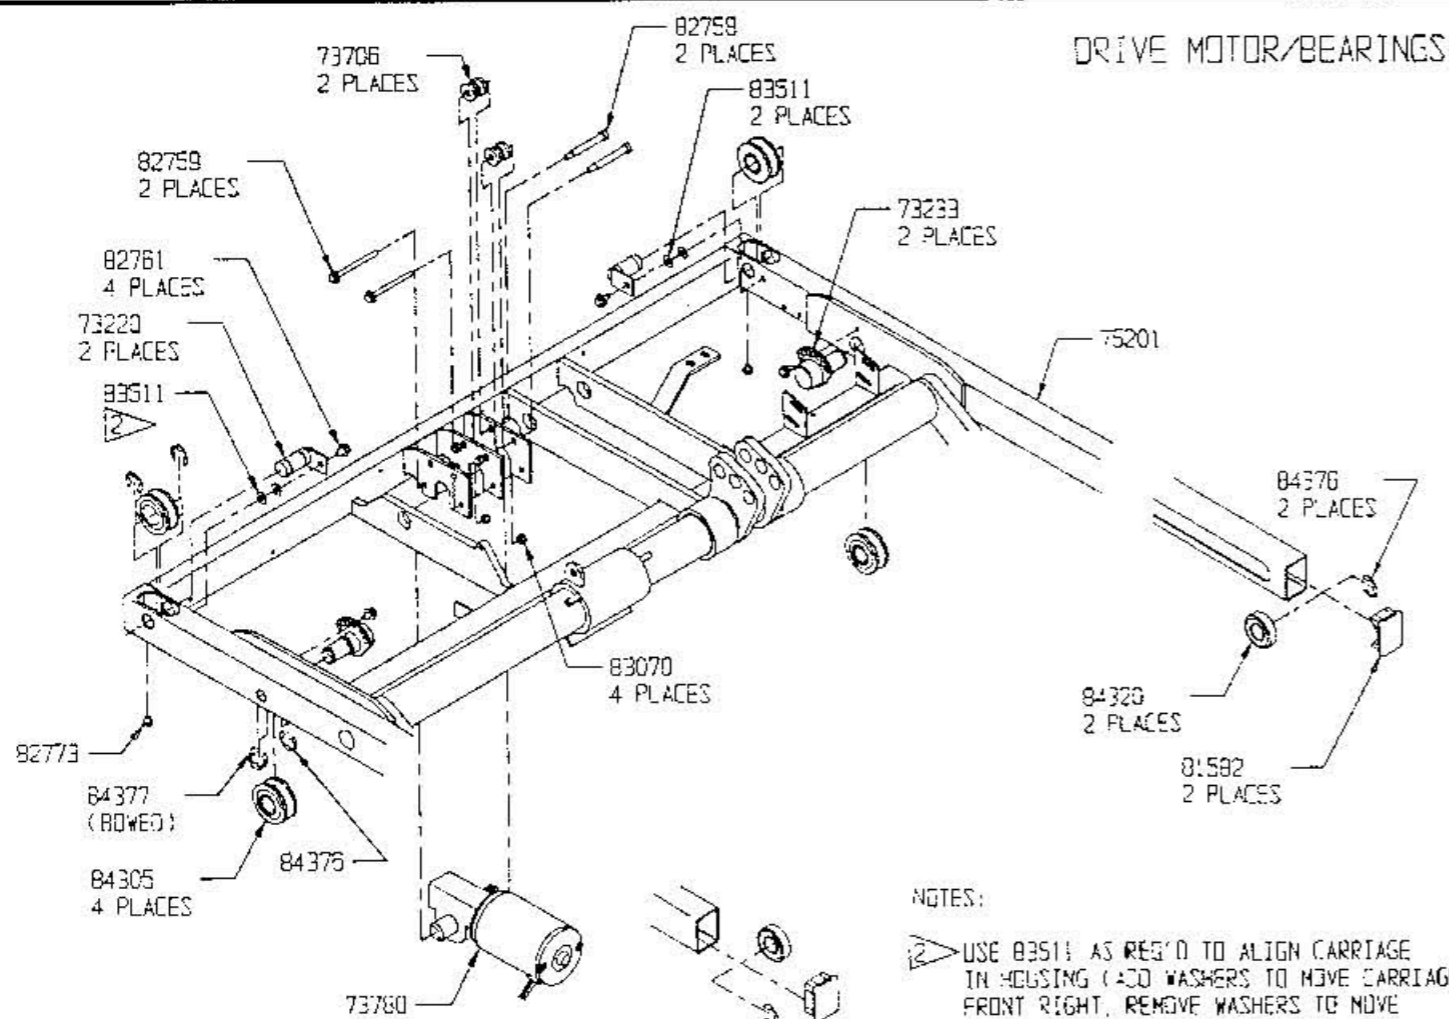 DRIVE MOTOR/BEARINGS
82758
2 PLACES
73706
2 PLACES
83511
2 PLACES
82759
2 PLACES
73233
2 PLACES
82761
4 PLACES
73220
2 PLACES
83511
2
75201
84376
2 PLACES
83070
4 PLACES
84320
2 PLACES
82773
81582
2 PLACES
84377
(BOWED)
84376
84305
4 PLACES
73780
NOTES:
2 USE 83511 AS REQ'D TO ALIGN CARRIAGE
IN HOUSING (ADD WASHERS TO MOVE CARRIAG
FRONT RIGHT, REMOVE WASHERS TO MOVE